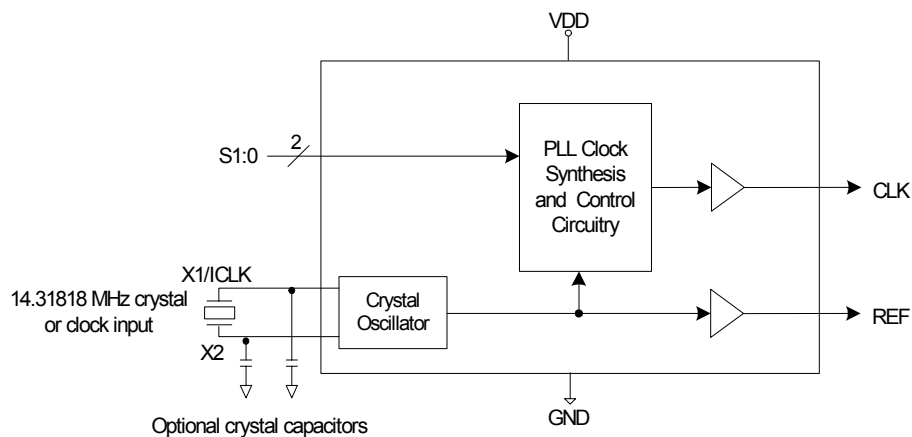 VDD
2
S1:0
PLL Clock
Synthesis
and Control
Circuitry
CLK
X1/ICLK
14.31818 MHz crystal
or clock input
X2
Crystal
Oscillator
REF
GND
Optional crystal capacitors